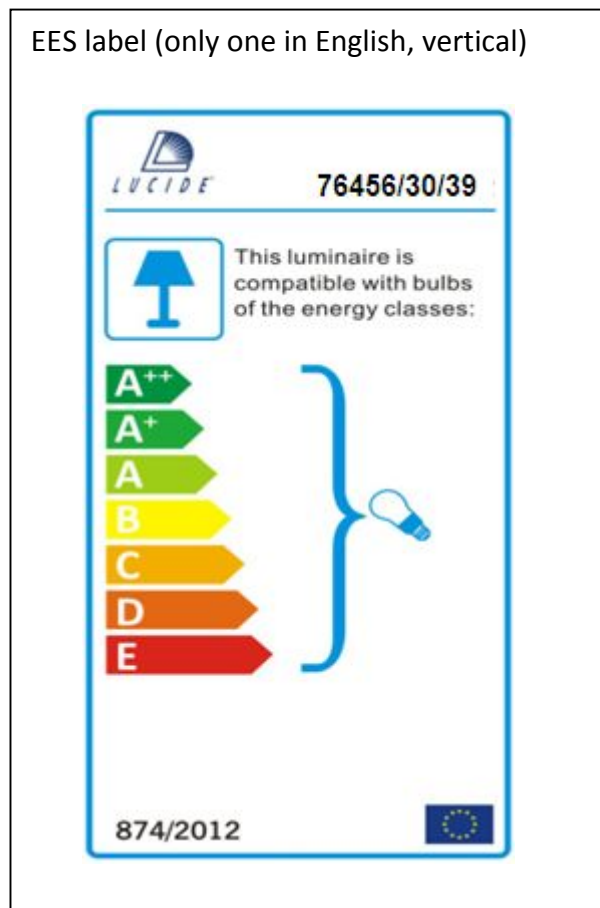 EES label (only one in English, vertical)
LUCIDE
76456/30/39
This luminaire is
compatible with bulbs
of the energy classes:
A++
A+
A
B
C
D
E
874/2012